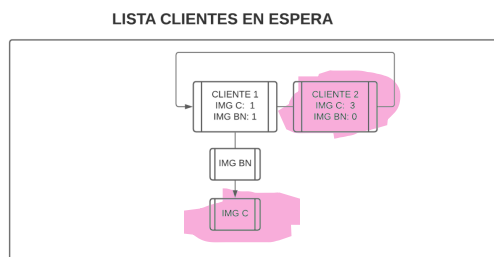 LISTA CLIENTES EN ESPERA
CLIENTE 1
IMG C: 1
IMG BN: 1
CLIENTE 2
IMG C: 3
IMG BN: 0
IMG BN
IMG C